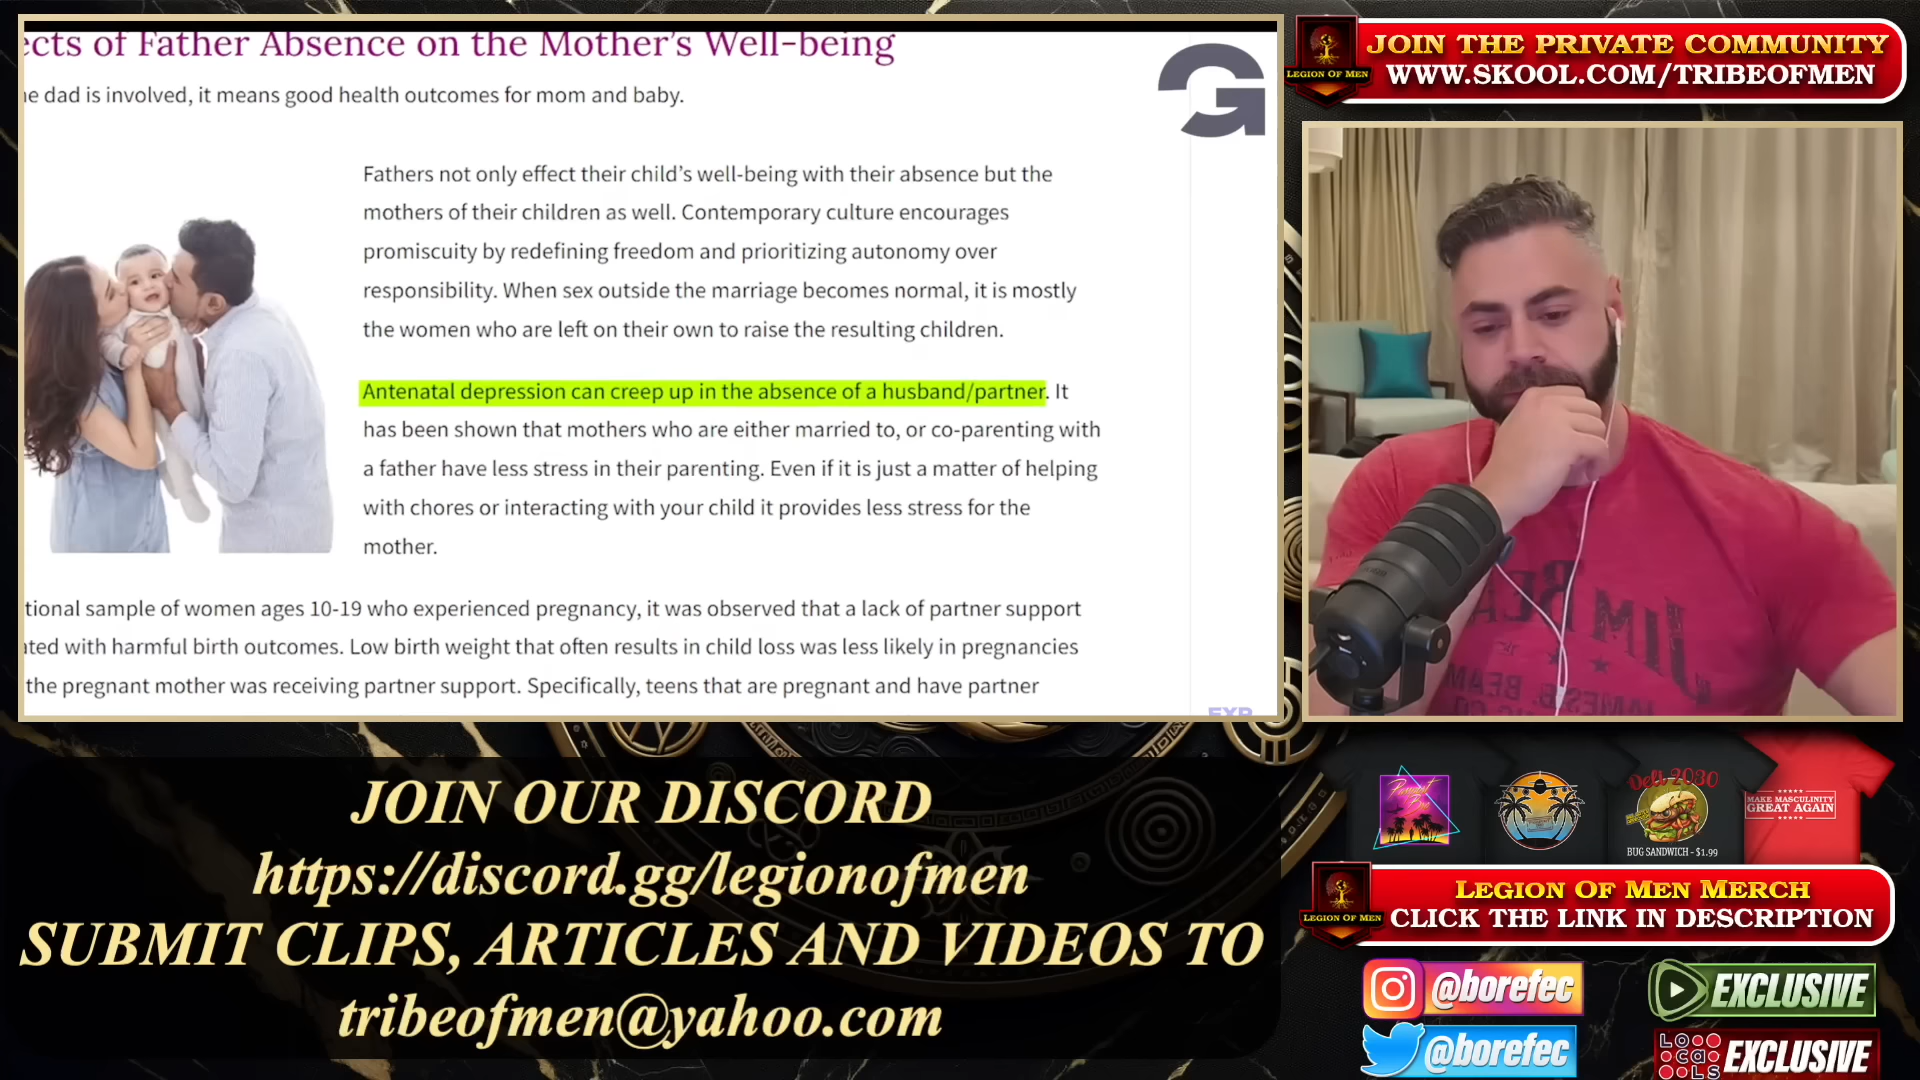 ects of Father Absence on the Mother's Well-being
e dad is involved, it means good health outcomes for mom and baby.
Fathers not only effect their child's well-being with their absence but the
mothers of their children as well. Contemporary culture encourages
promiscuity by redefining freedom and prioritizing autonomy over
responsibility. When sex outside the marriage becomes normal, it is mostly
the women who are left on their own to raise the resulting children.
Antenatal depression can creep up in the absence of a husband/partner. It
has been shown that mothers who are either married to, or co-parenting with
a father have less stress in their parenting. Even if it is just a matter of helping
with chores or interacting with your child it provides less stress for the
mother.
tional sample of women ages 10-19 who experienced pregnancy, it was observed that a lack of partner support
ted with harmful birth outcomes. Low birth weight that often results in child loss was less likely in pregnancies
the pregnant mother was receiving partner support. Specifically, teens that are pregnant and have partner
G
LEGION OF MEN
JOIN THE PRIVATE COMMUNITY
WWW.SKOOL.COM/TRIBEOFMEN
JIM BEAM
JAMES B. BEAM
JOIN OUR DISCORD
https://discord.gg/legionofmen
SUBMIT CLIPS, ARTICLES AND VIDEOS TO
tribeofmen@yahoo.com
Delb 2030
BUG SANDWICH - $1.99
MAKE MASCULINITY
GREAT AGAIN
LEGION OF MEN
LEGION OF MEN MERCH
CLICK THE LINK IN DESCRIPTION
@borefec
EXCLUSIVE
@borefec
LOCALS
EXCLUSIVE